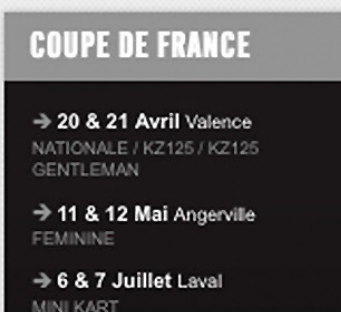 COUPE DE FRANCE
→ 20 & 21 Avril Valence
NATIONALE / KZ125 / KZ125
GENTLEMAN
→ 11 & 12 Mai Angerville
FEMININE
→ 6 & 7 Juillet Laval
MINI KART